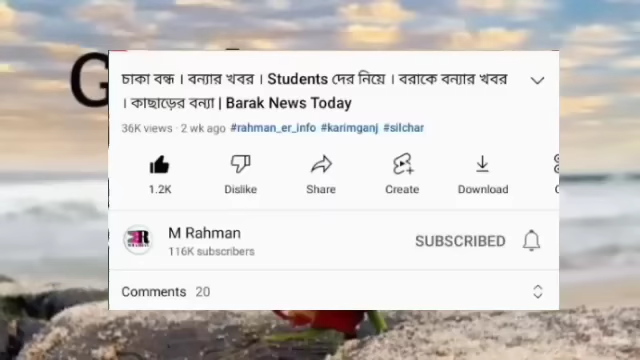 চাকা বন্ধ । বন্যার খবর । Students দের নিয়ে । বরাকে বন্যার খবর
। কাছাড়ের বন্যা | Barak News Today
36K views · 2 wk ago #rahman_er_info #karimganj #silchar
1.2K Dislike Share Create Download
M Rahman
116K subscribers
SUBSCRIBED
Comments 20